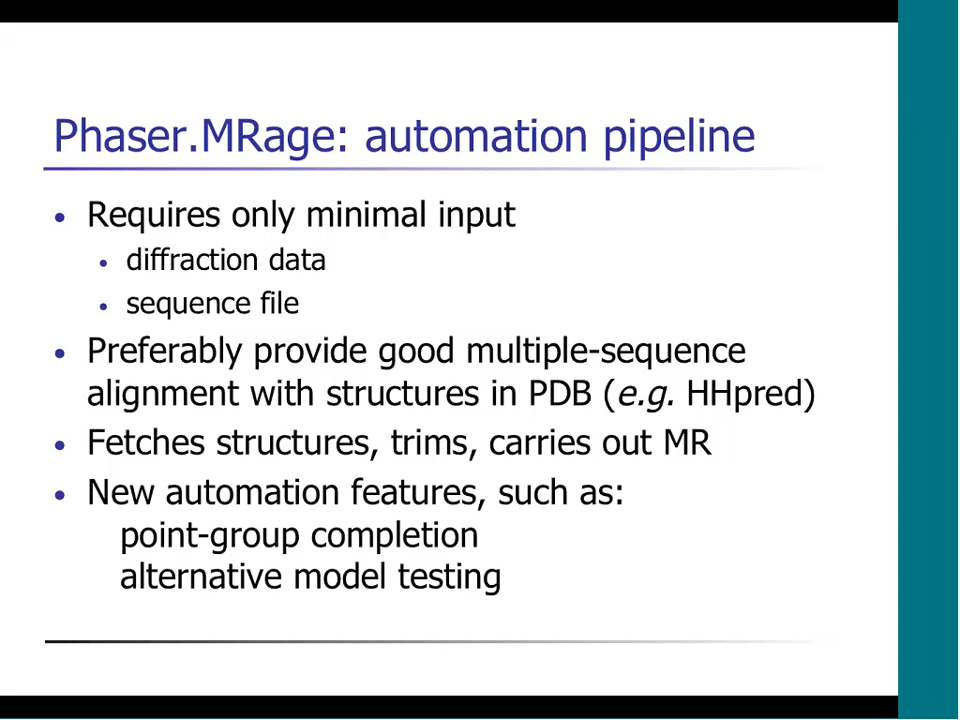 Phaser.MRage: automation pipeline
• Requires only minimal input
• diffraction data
• sequence file
• Preferably provide good multiple-sequence
alignment with structures in PDB (e.g. HHpred)
• Fetches structures, trims, carries out MR
• New automation features, such as:
point-group completion
alternative model testing